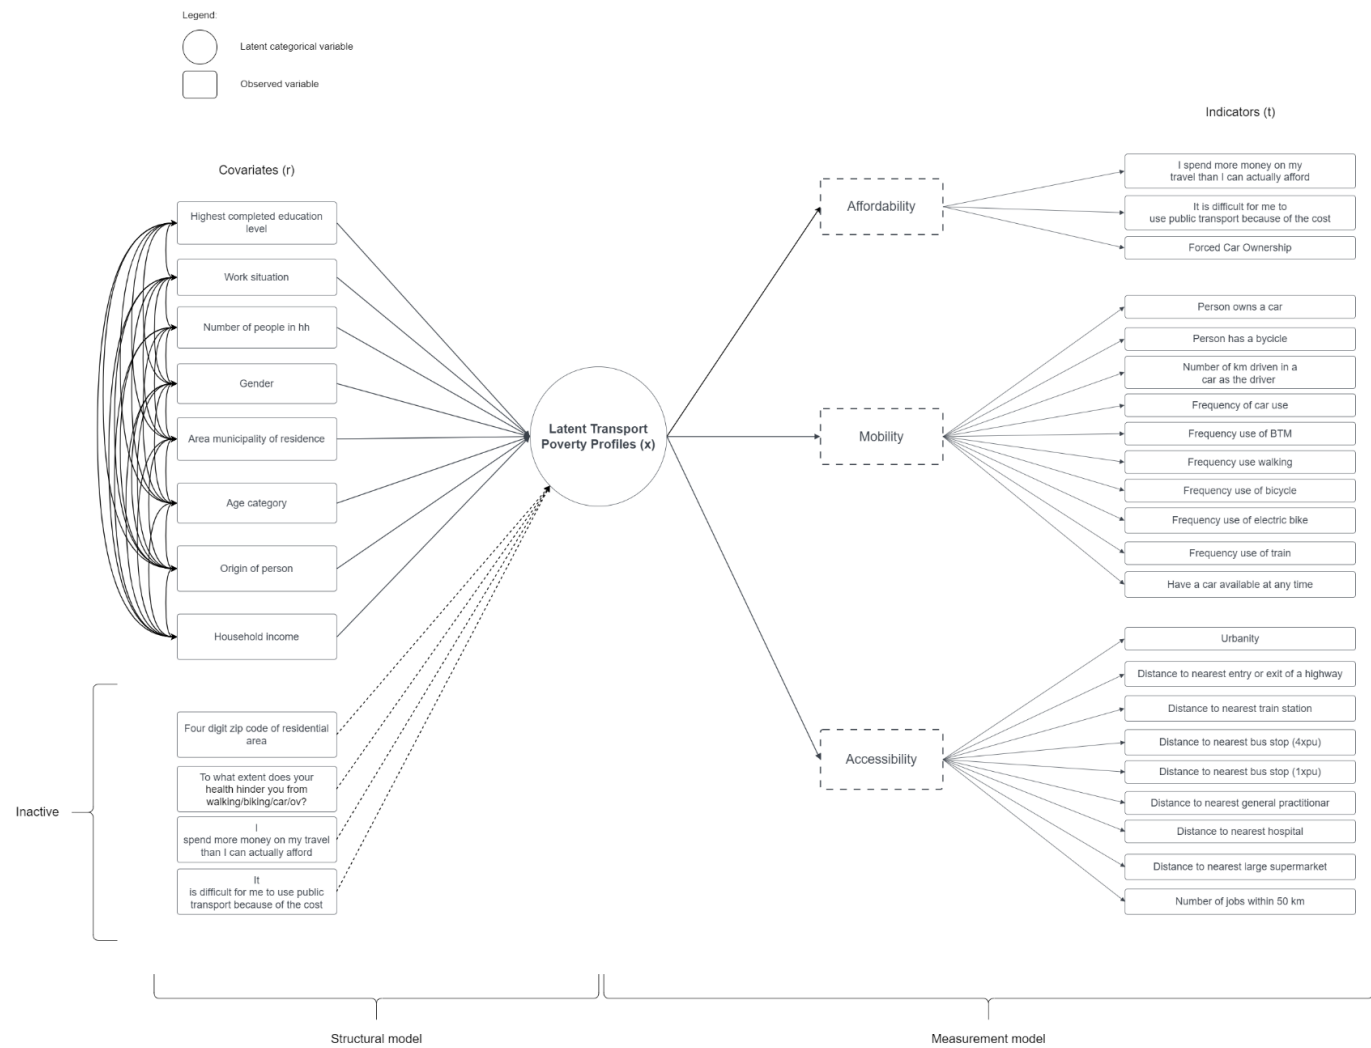 Legend:
Latent categorical variable
Observed variable
Covariates (r)
Highest completed education
level
Work situation
Number of people in hh
Gender
Area municipality of residence
Age category
Origin of person
Household income
Inactive
Four digit zip code of residential
area
To what extent does your
health hinder you from
walking/biking/car/ov?
I
spend more money on my travel
than I can actually afford
It
is difficult for me to use public
transport because of the cost
Latent Transport
Poverty Profiles (x)
Affordability
Mobility
Accessibility
Indicators (t)
I spend more money on my
travel than I can actually afford
It is difficult for me to
use public transport because of the cost
Forced Car Ownership
Person owns a car
Person has a bycicle
Number of km driven in a
car as the driver
Frequency of car use
Frequency use of BTM
Frequency use walking
Frequency use of bicycle
Frequency use of electric bike
Frequency use of train
Have a car available at any time
Urbanity
Distance to nearest entry or exit of a highway
Distance to nearest train station
Distance to nearest bus stop (4xpu)
Distance to nearest bus stop (1xpu)
Distance to nearest general practitionar
Distance to nearest hospital
Distance to nearest large supermarket
Number of jobs within 50 km
Structural model
Measurement model